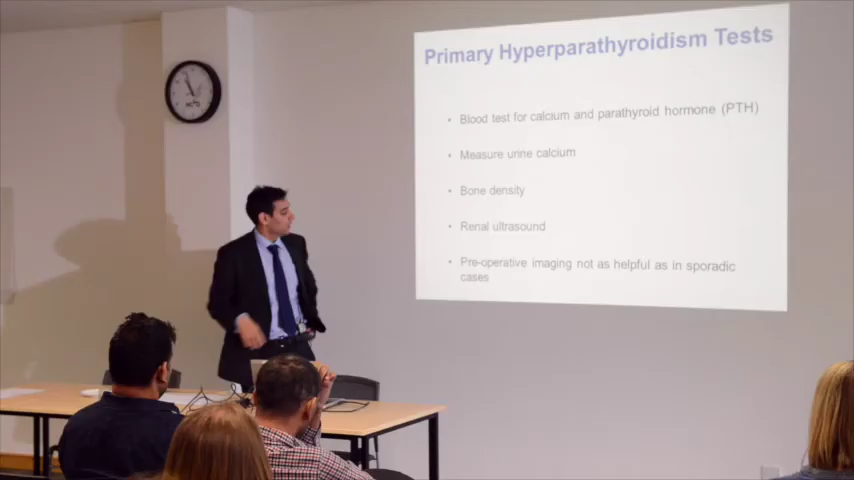 Primary Hyperparathyroidism Tests
• Blood test for calcium and parathyroid hormone (PTH)
• Measure urine calcium
• Bone density
• Renal ultrasound
• Pre-operative imaging not as helpful as in sporadic
cases